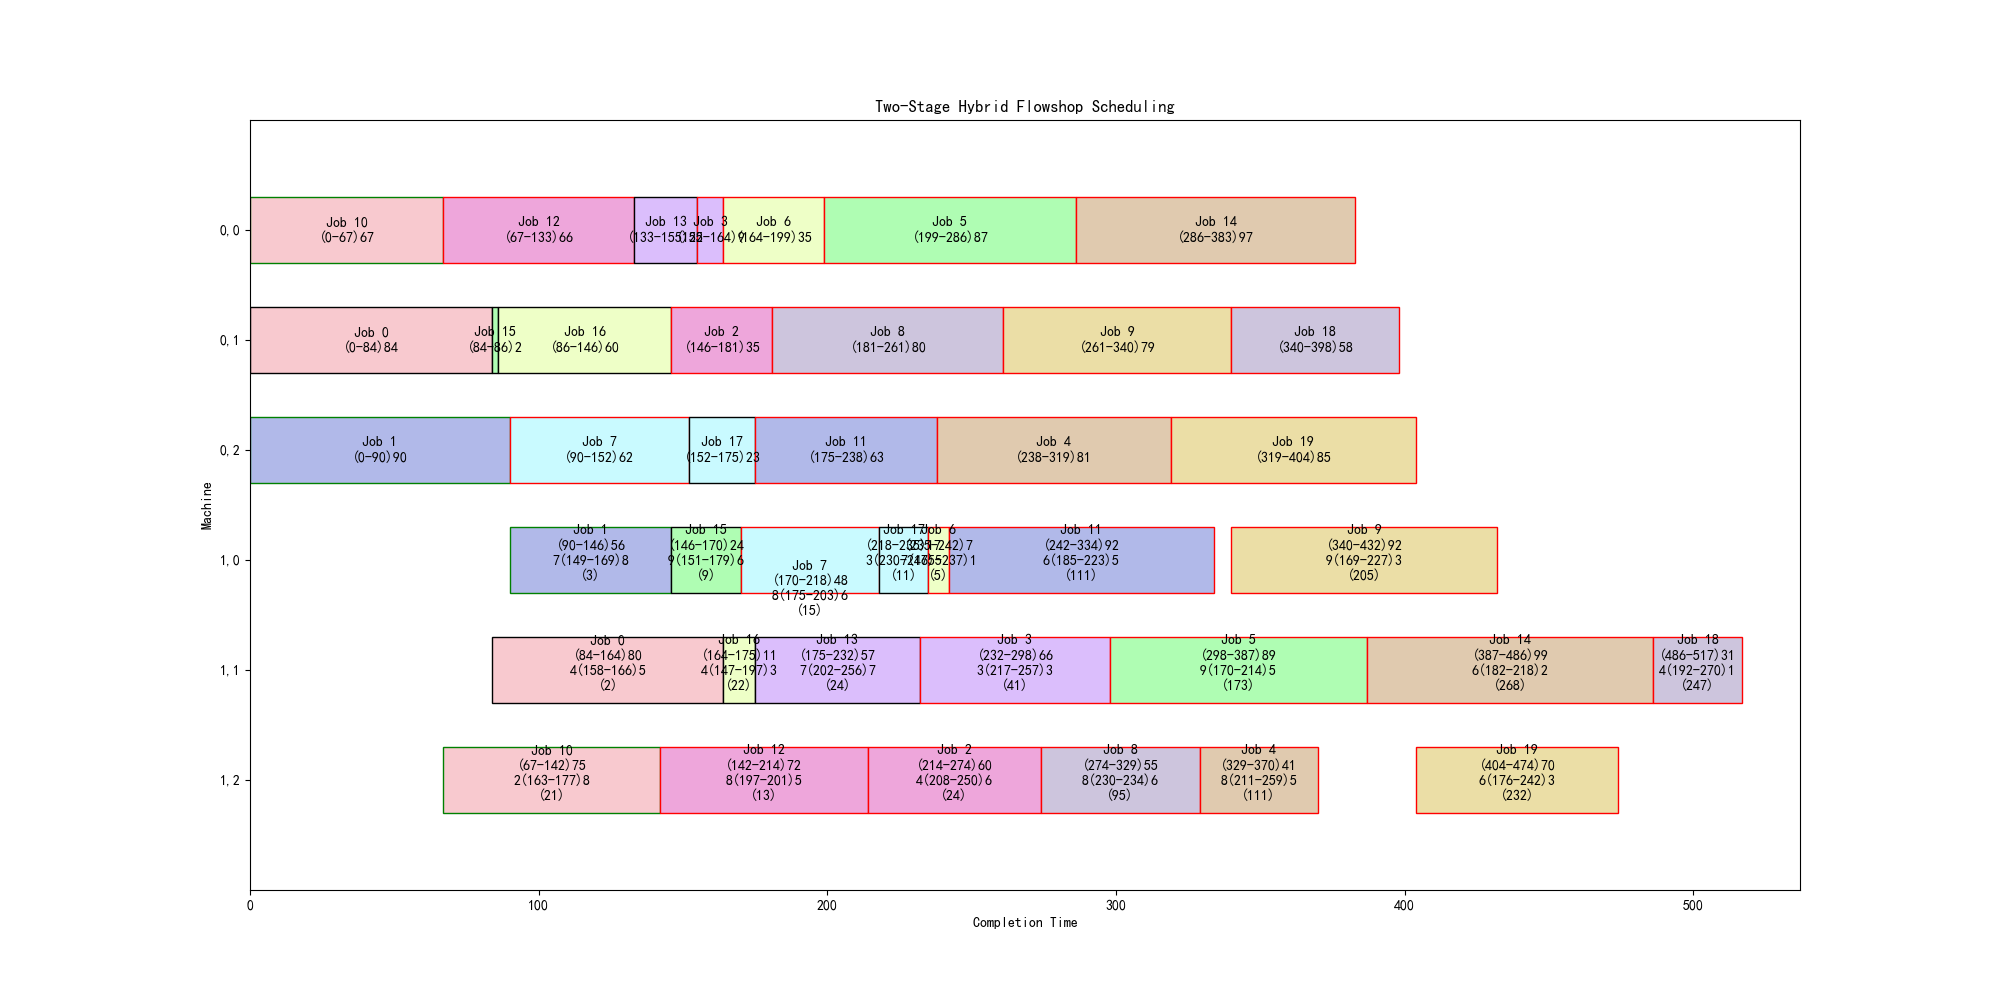 Two-Stage Hybrid Flowshop Scheduling
0,0
Job 10
(0-67)67
Job 12
(67-133)66
Job 13
(133-155)22
Job 3
(155-164)9
Job 6
(164-199)35
Job 5
(199-286)87
Job 14
(286-383)97
0,1
Job 0
(0-84)84
Job 15
(84-86)2
Job 16
(86-146)60
Job 2
(146-181)35
Job 8
(181-261)80
Job 9
(261-340)79
Job 18
(340-398)58
0,2
Job 1
(0-90)90
Job 7
(90-152)62
Job 17
(152-175)23
Job 11
(175-238)63
Job 4
(238-319)81
Job 19
(319-404)85
Machine
1,0
Job 1
(90-146)56
7(149-169)8
(3)
Job 15
(146-170)24
9(151-179)6
(9)
Job 7
(170-218)48
8(175-203)6
(15)
Job 17
(218-235)17
(11)
Job 6
(235-242)7
(5)
Job 11
(242-334)92
6(185-223)5
(111)
Job 9
(340-432)92
9(169-227)3
(205)
1,1
Job 0
(84-164)80
4(158-166)5
(2)
Job 16
(164-175)11
4(147-197)3
(22)
Job 13
(175-232)57
7(202-256)7
(24)
Job 3
(232-298)66
3(217-257)3
(41)
Job 5
(298-387)89
9(170-214)5
(173)
Job 14
(387-486)99
6(182-218)2
(268)
Job 18
(486-517)31
4(192-270)1
(247)
1,2
Job 10
(67-142)75
2(163-177)8
(21)
Job 12
(142-214)72
8(197-201)5
(13)
Job 2
(214-274)60
4(208-250)6
(24)
Job 8
(274-329)55
8(230-234)6
(95)
Job 4
(329-370)41
8(211-259)5
(111)
Job 19
(404-474)70
6(176-242)3
(232)
0
100
200
300
400
500
Completion Time